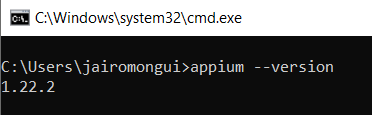 C:\Windows\system32\cmd.exe
C:\Users\jairomongui>appium --version
1.22.2